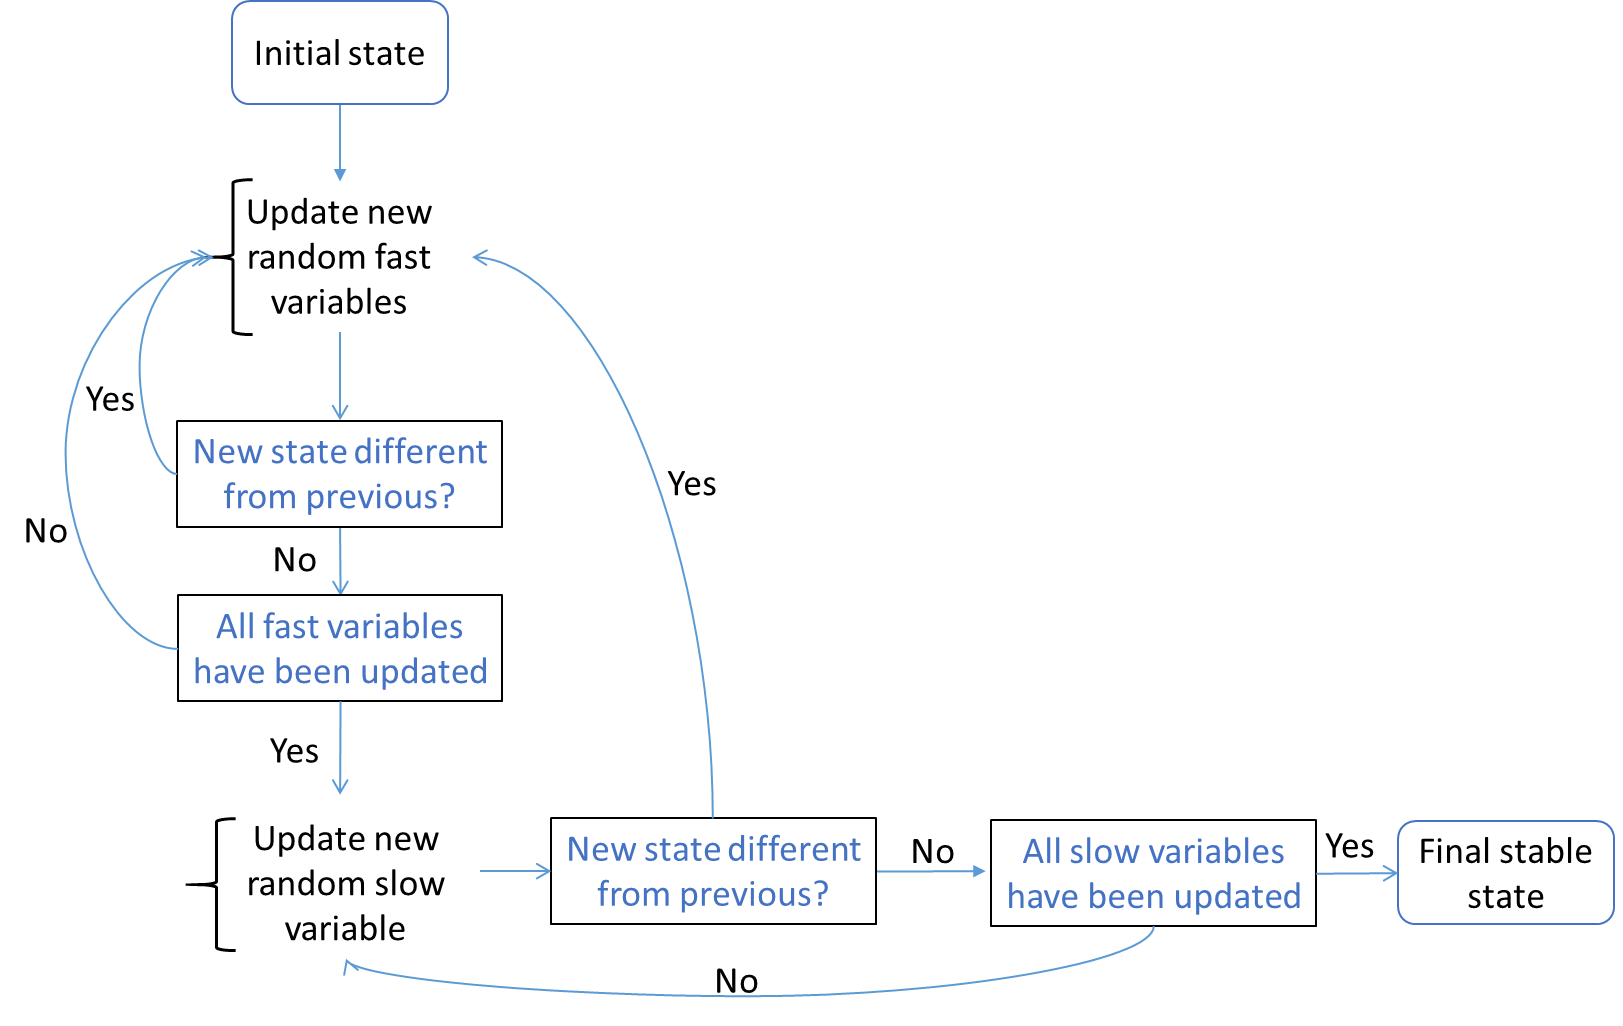 Initial state
Update new
random fast
variables
Yes
New state different
from previous?
Yes
No
No
All fast variables
have been updated
Yes
Update new
random slow
variable
New state different
from previous?
No
All slow variables
have been updated
Yes
Final stable
state
No